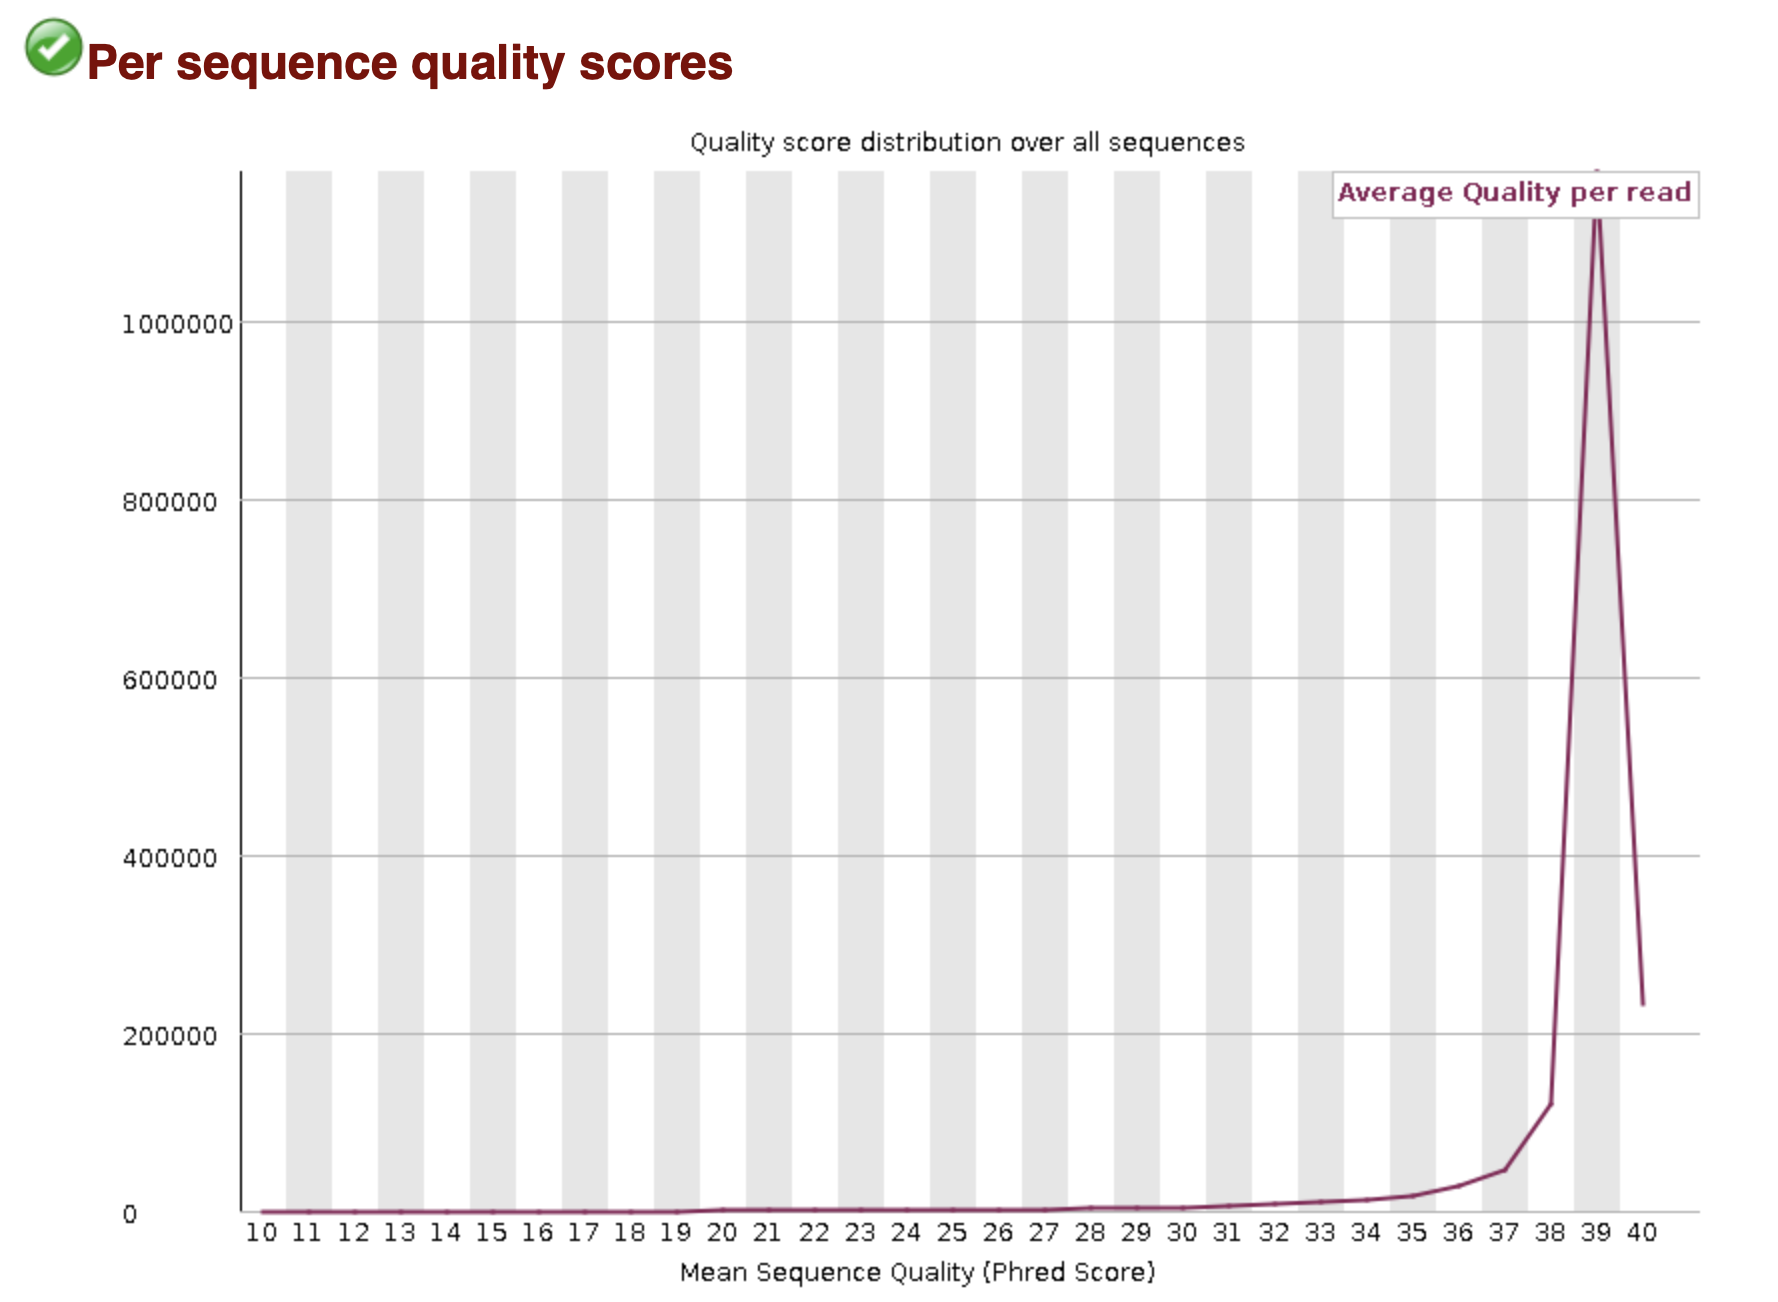 Per sequence quality scores
Quality score distribution over all sequences
Average Quality per read
1000000
800000
600000
400000
200000
0
10 11 12 13 14 15 16 17 18 19 20 21 22 23 24 25 26 27 28 29 30 31 32 33 34 35 36 37 38 39 40
Mean Sequence Quality (Phred Score)